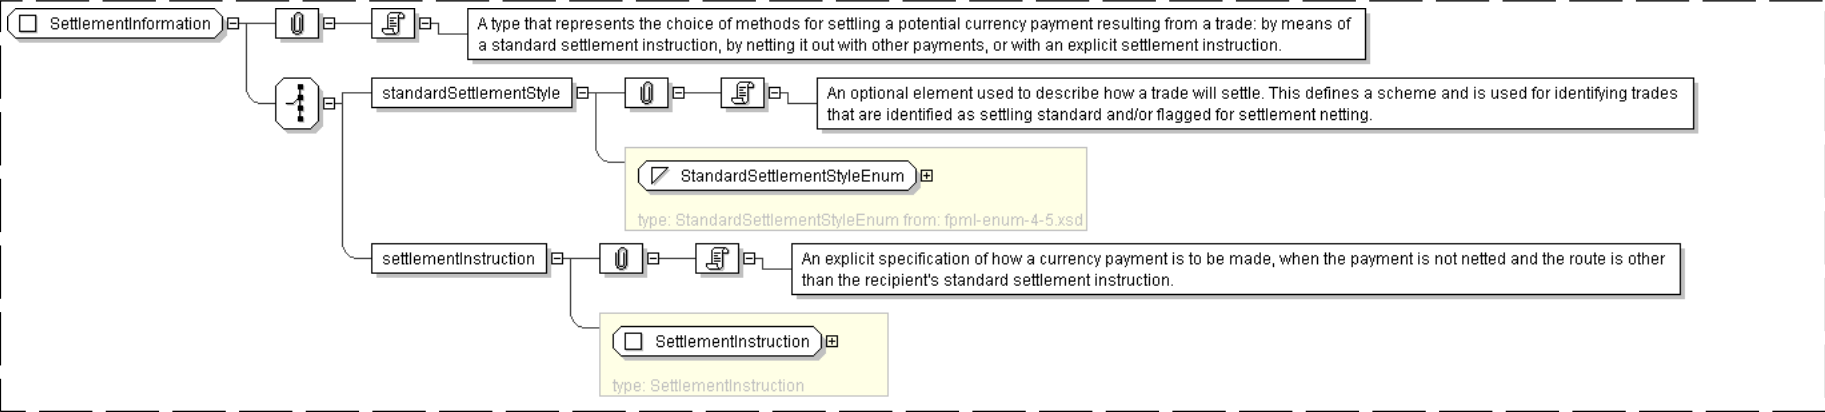 SettlementInformation
A type that represents the choice of methods for settling a potential currency payment resulting from a trade: by means of
a standard settlement instruction, by netting it out with other payments, or with an explicit settlement instruction.
standardSettlementStyle
An optional element used to describe how a trade will settle. This defines a scheme and is used for identifying trades
that are identified as settling standard and/or flagged for settlement netting.
StandardSettlementStyleEnum
type: StandardSettlementStyleEnum from: fpml-enum-4-5.xsd
settlementInstruction
An explicit specification of how a currency payment is to be made, when the payment is not netted and the route is other
than the recipient's standard settlement instruction.
SettlementInstruction
type: SettlementInstruction